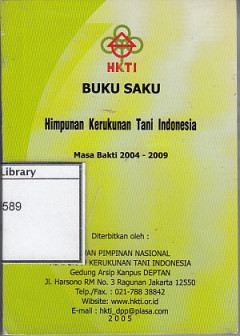 HKTI
BUKU SAKU
Himpunan Kerukunan Tani Indonesia
Masa Bakti 2004 - 2009
Library
589
Diterbitkan oleh :
AN PIMPINAN NASIONAL
KERUKUNAN TANI INDONESIA
Gedung Arsip Kanpus DEPTAN
Jl. Harsono RM No. 3 Ragunan Jakarta 12550
Telp./Fax. : 021-788 38842
Wibsite: www.hkti.or.id
E-mail : hkti_dpp@plasa.com
2005